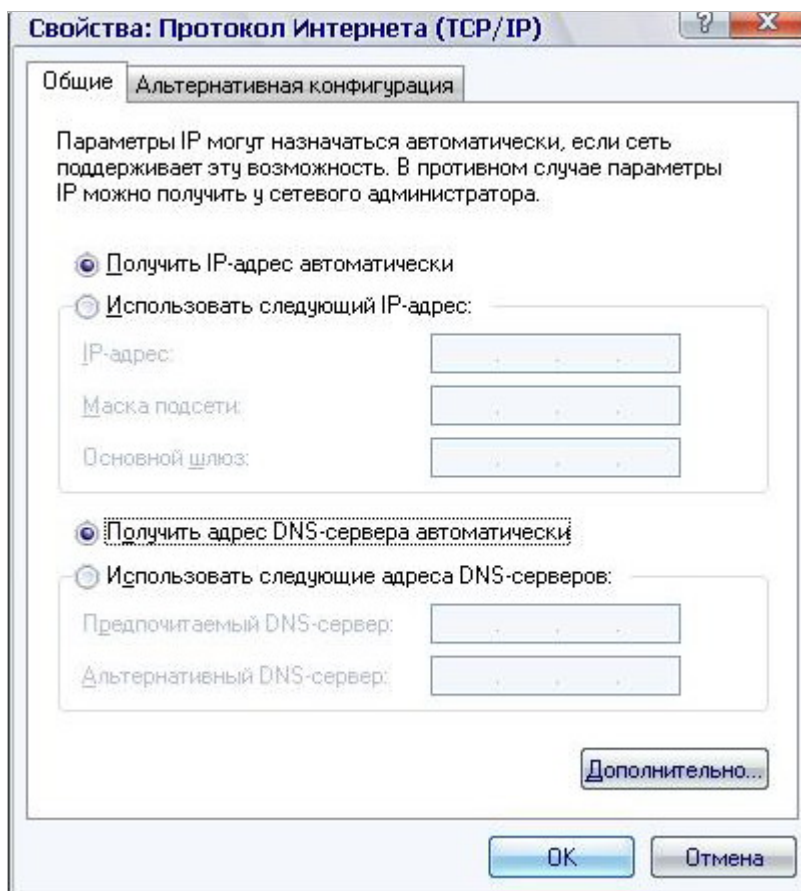 Свойства: Протокол Интернета (TCP/IP)
Общие
Альтернативная конфигурация
Параметры IP могут назначаться автоматически, если сеть
поддерживает эту возможность. В противном случае параметры
IP можно получить у сетевого администратора.
Получить IP-адрес автоматически
Использовать следующий IP-адрес:
IP-адрес:
Маска подсети:
Основной шлюз:
Получить адрес DNS-сервера автоматически
Использовать следующие адреса DNS-серверов:
Предпочитаемый DNS-сервер:
Альтернативный DNS-сервер:
Дополнительно...
OK
Отмена